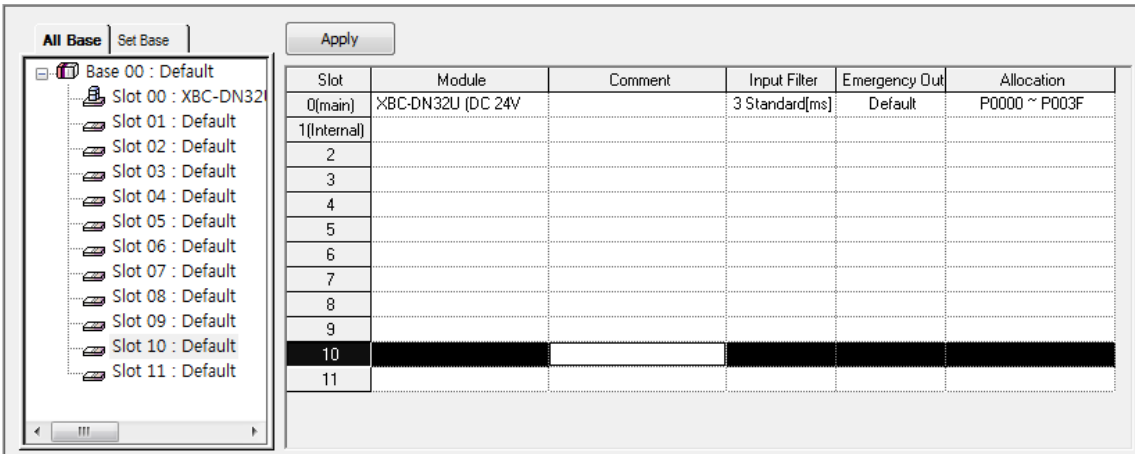 All Base Set Base Apply
Base 00 : Default
Slot 00 : XBC-DN32U
Slot 01 : Default
Slot 02 : Default
Slot 03 : Default
Slot 04 : Default
Slot 05 : Default
Slot 06 : Default
Slot 07 : Default
Slot 08 : Default
Slot 09 : Default
Slot 10 : Default
Slot 11 : Default
Slot Module Comment Input Filter Emergency Out Allocation
0(main) XBC-DN32U (DC 24V 3 Standard[ms] Default P0000 ~ P003F
1(Internal)
2
3
4
5
6
7
8
9
10
11